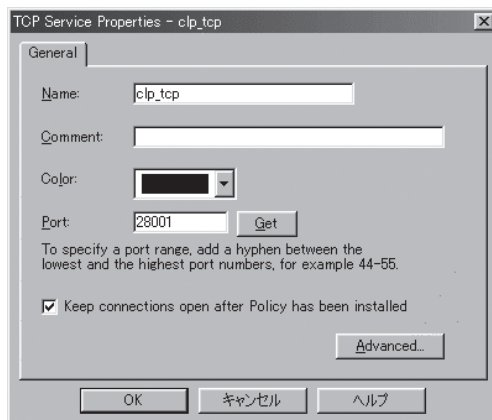 TCP Service Properties - clp_tcp
General
Name: clp_tcp
Comment:
Color:
Port: 28001 Get
To specify a port range, add a hyphen between the
lowest and the highest port numbers, for example 44-55.
Keep connections open after Policy has been installed
Advanced...
OK キャンセル ヘルプ